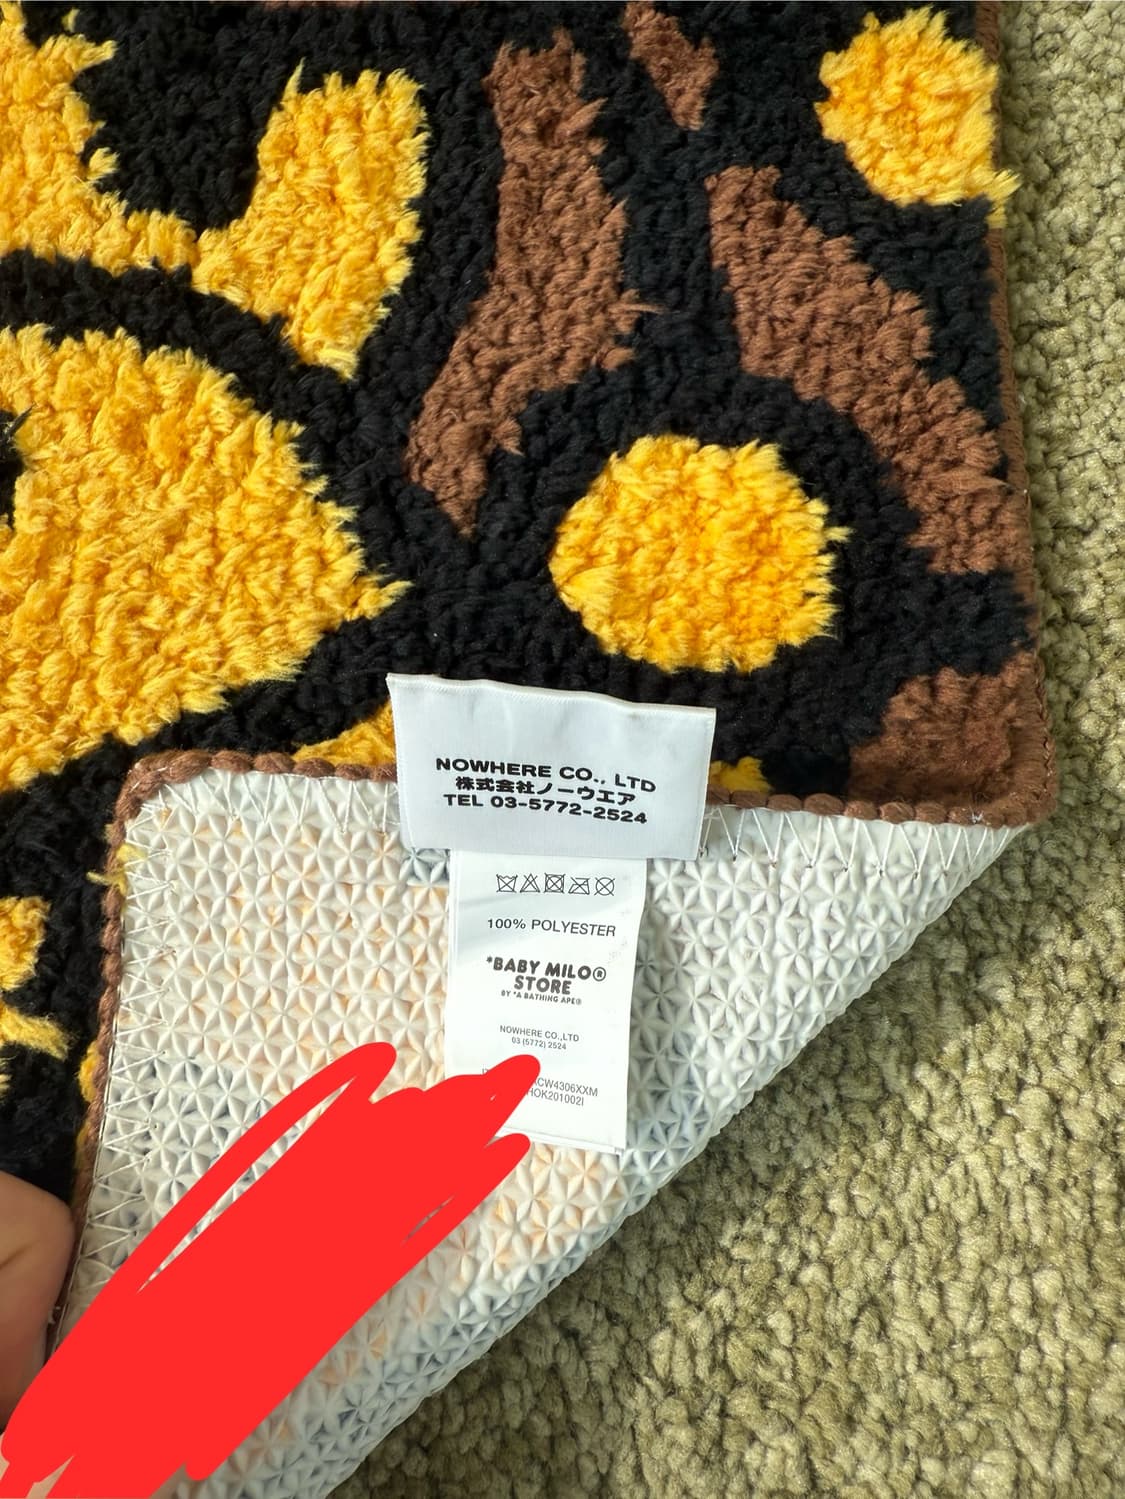 NOWHERE CO., LTD
株式会社ノーウエア
TEL 03-5772-2524
100% POLYESTER
*BABY MILO®
STORE
BY *A BATHING APE®
NOWHERE CO.,LTD
03 (5772) 2524